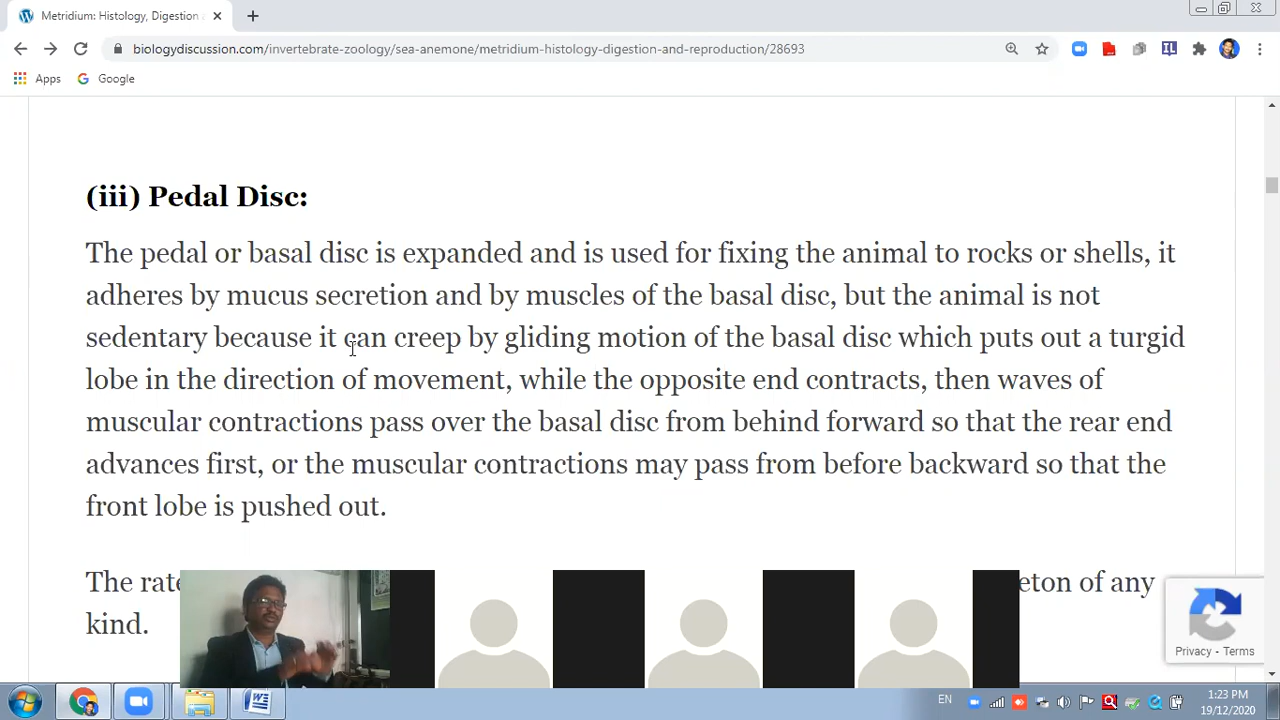 Metridium: Histology, Digestion
biologydiscussion.com/invertebrate-zoology/sea-anemone/metridium-histology-digestion-and-reproduction/28693
Apps Google
(iii) Pedal Disc:
The pedal or basal disc is expanded and is used for fixing the animal to rocks or shells, it
adheres by mucus secretion and by muscles of the basal disc, but the animal is not
sedentary because it can creep by gliding motion of the basal disc which puts out a turgid
lobe in the direction of movement, while the opposite end contracts, then waves of
muscular contractions pass over the basal disc from behind forward so that the rear end
advances first, or the muscular contractions may pass from before backward so that the
front lobe is pushed out.
The rate
of any
kind.
Privacy - Terms
EN
1:23 PM
19/12/2020